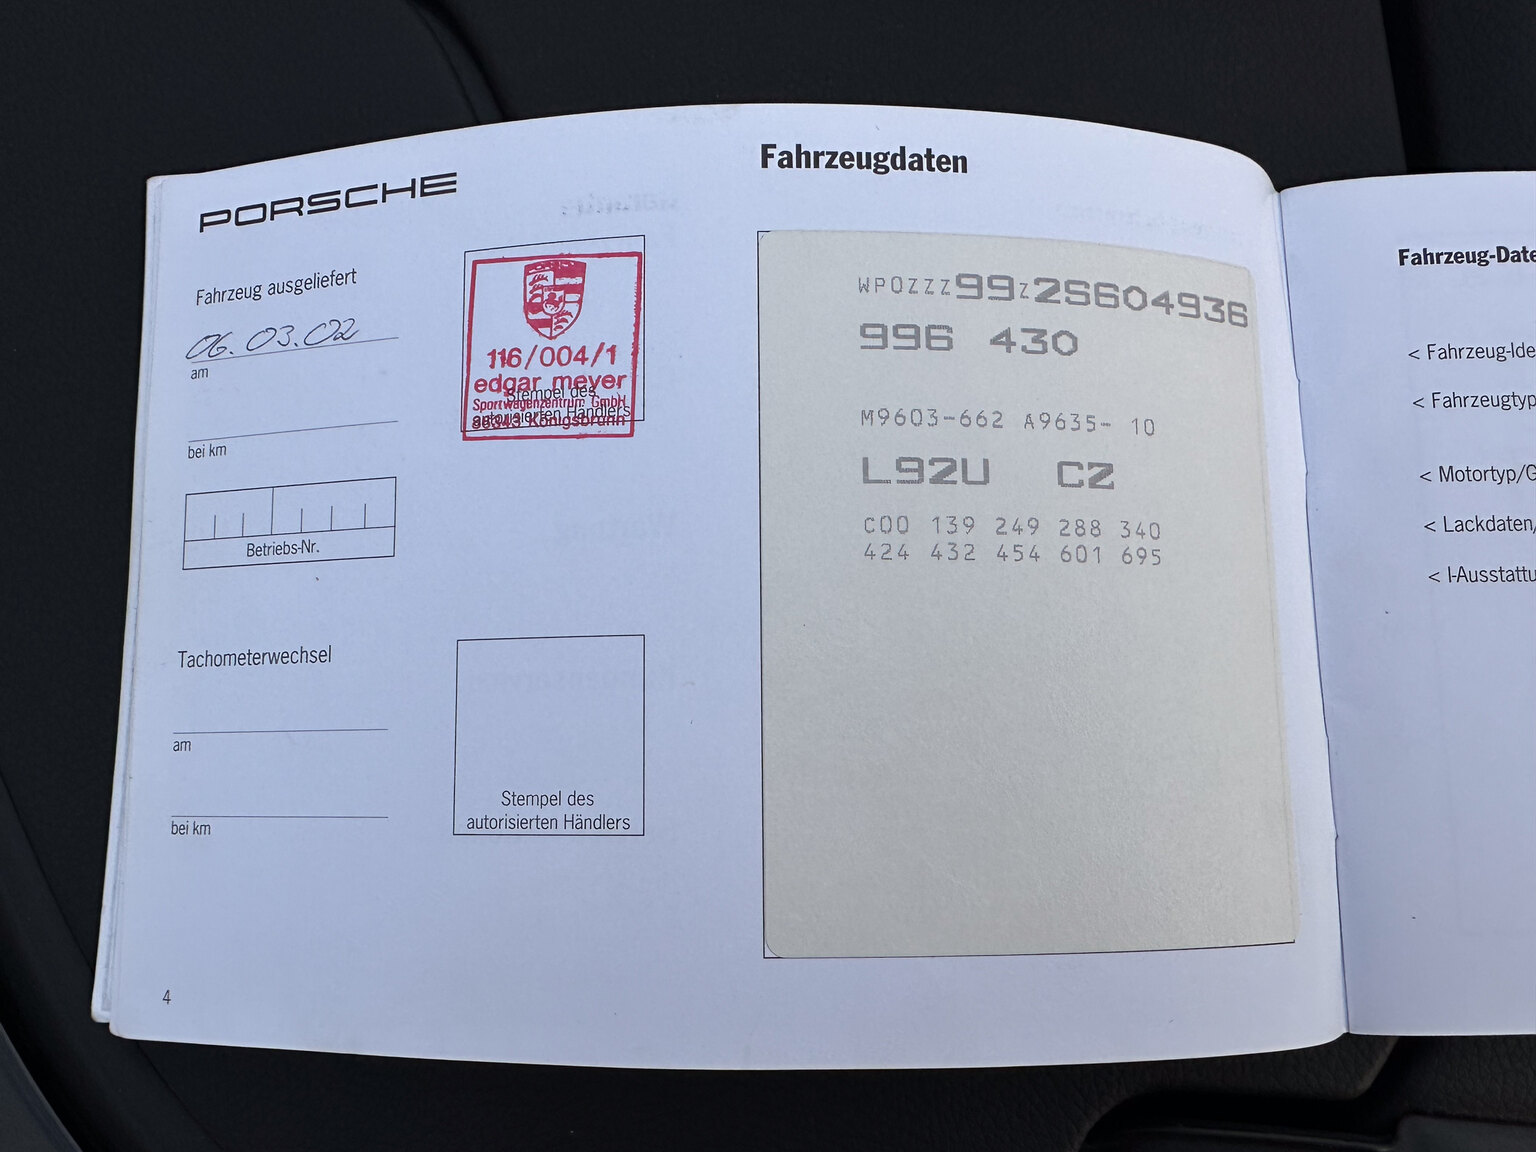 PORSCHE
Fahrzeug ausgeliefert
06. 03. 02
am
bei km
Betriebs-Nr.
116/004/1
edgar meyer
Sportwagenzentrum GmbH
86343 Königsbrunn
Stempel des
autorisierten Händlers
Tachometerwechsel
am
bei km
Stempel des
autorisierten Händlers
4
Fahrzeugdaten
WP0ZZZ99Z2S604936
996 430
M9603-662 A9635- 10
L92U CZ
C00 139 249 288 340
424 432 454 601 695
Fahrzeug-Date
< Fahrzeug-Ide
< Fahrzeugtyp
< Motortyp/G
< Lackdaten/
< I-Ausstattu